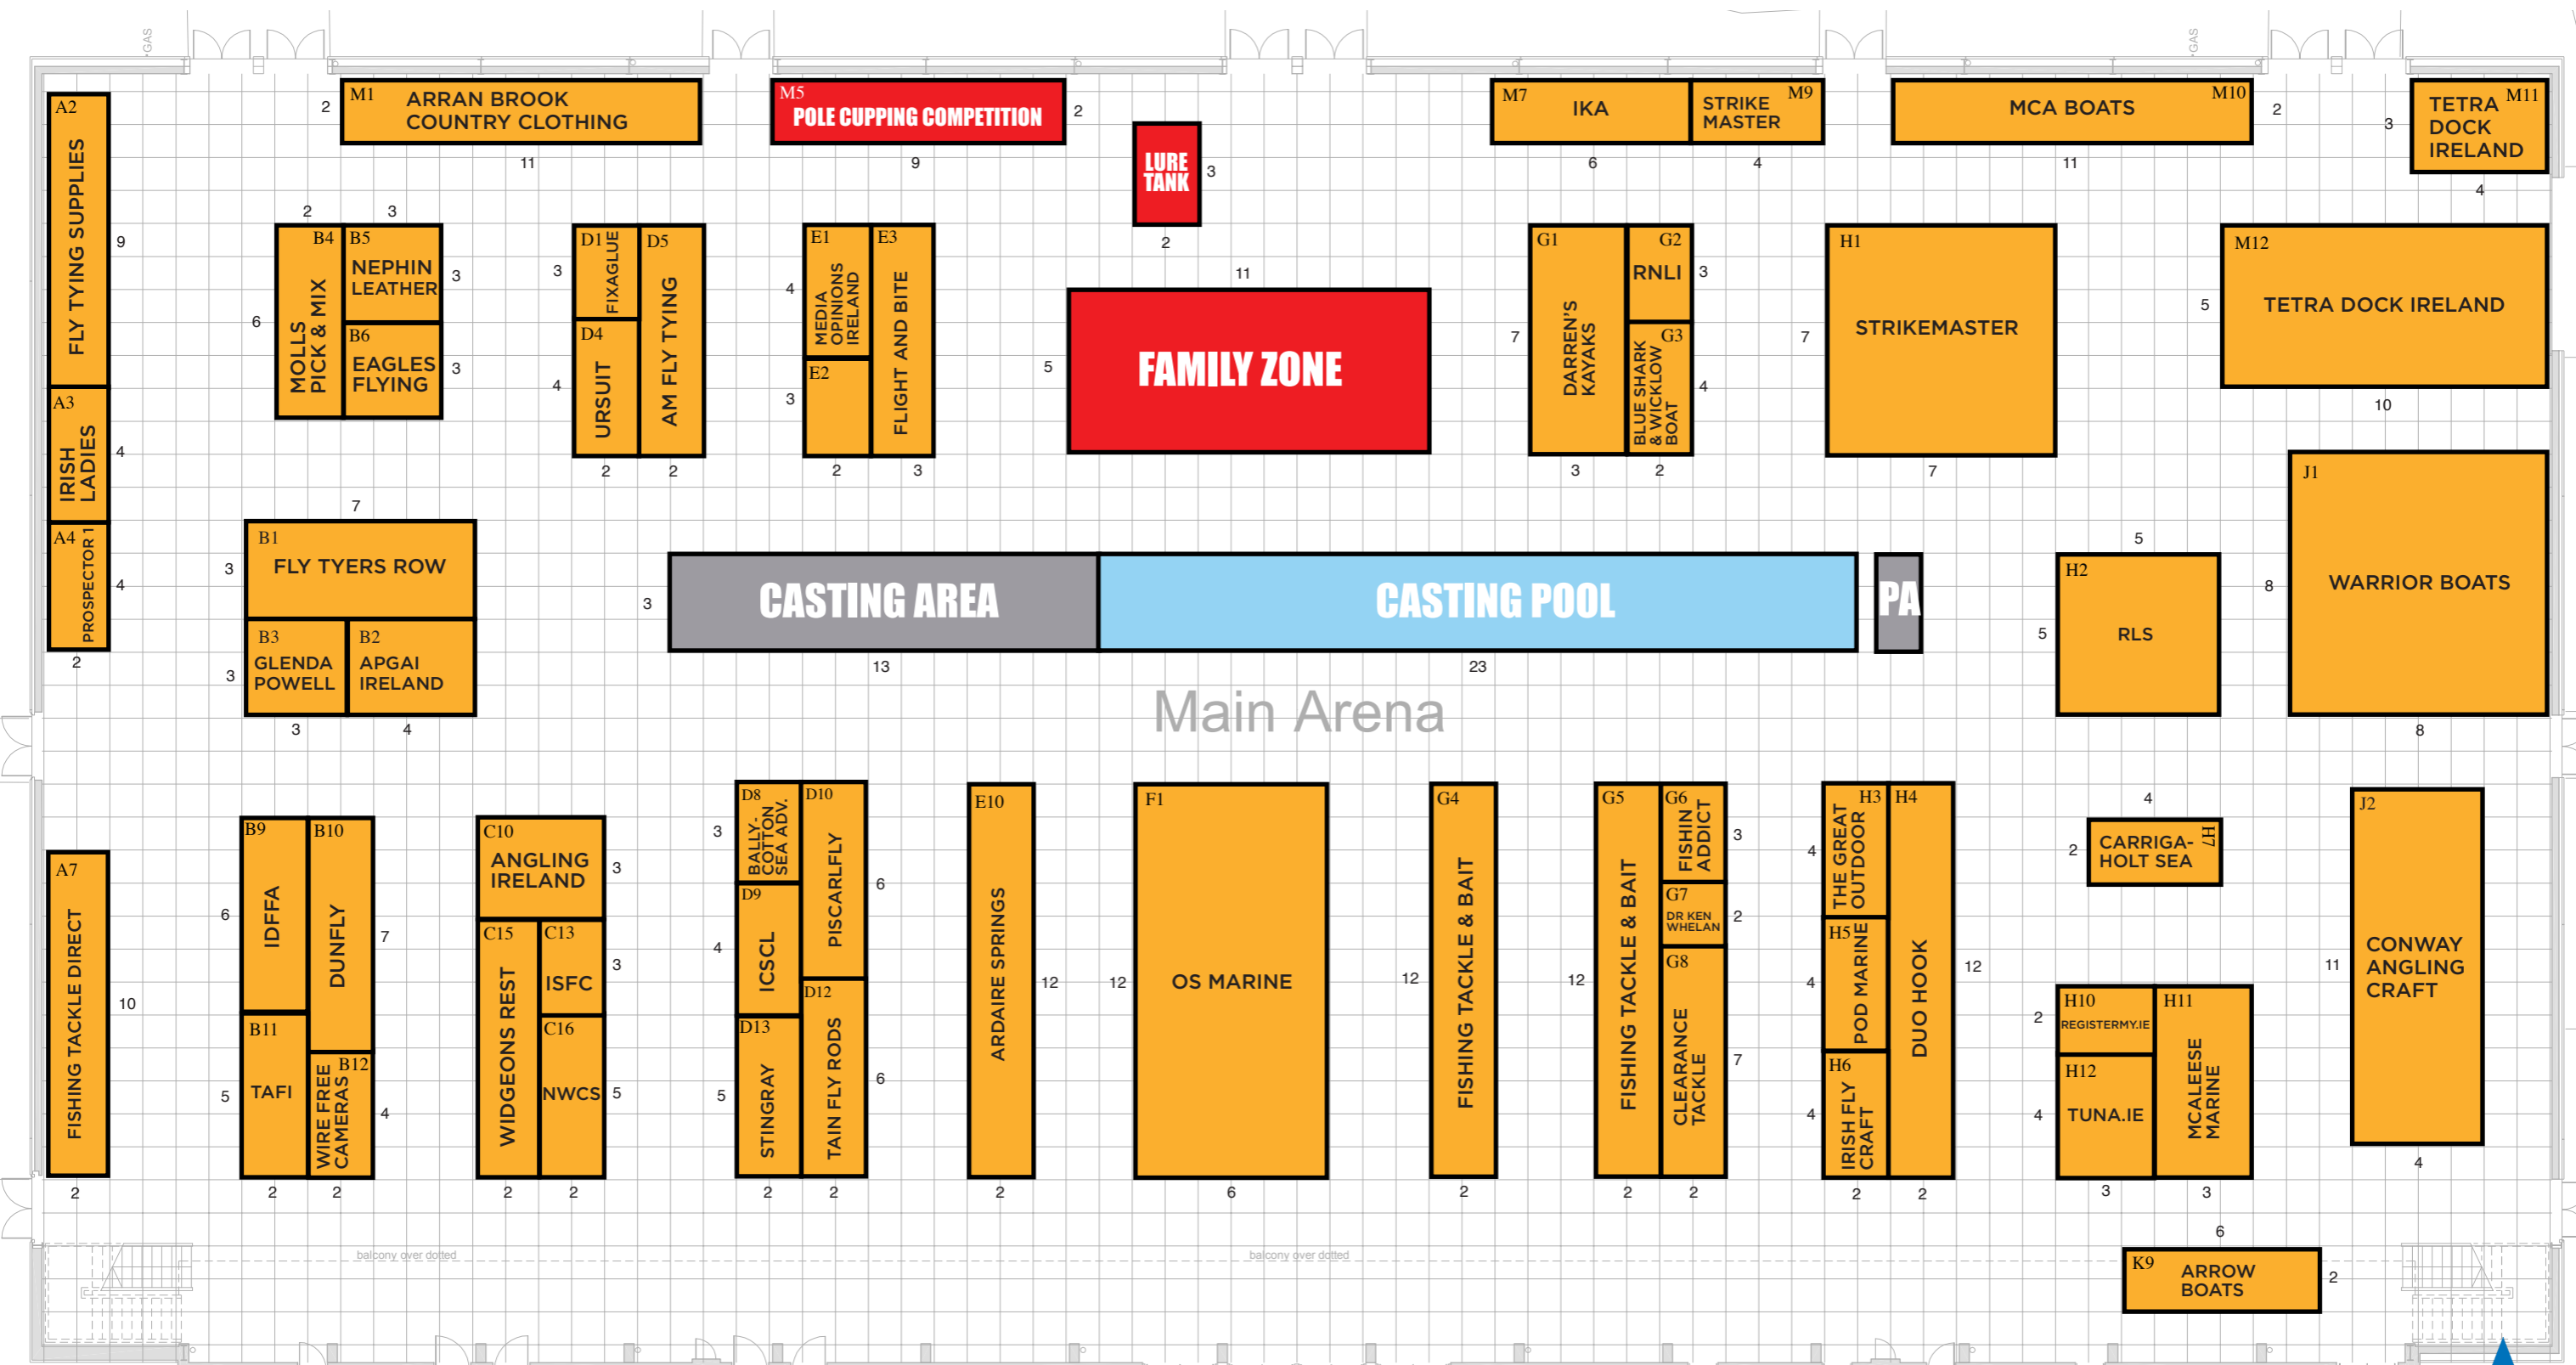 GAS
GAS
A2
FLY TYING SUPPLIES
9
2
M1
ARRAN BROOK
COUNTRY CLOTHING
11
M5
POLE CUPPING COMPETITION
2
9
LURE
TANK
3
2
M7
IKA
6
STRIKE
MASTER
M9
4
MCA BOATS
M10
2
11
3
TETRA
DOCK
IRELAND
M11
4
2
3
B4
MOLLS
PICK & MIX
6
B5
NEPHIN
LEATHER
3
B6
EAGLES
FLYING
3
3
D1
FIXAGLUE
D4
URSUIT
4
2
D5
AM FLY TYING
2
E1
MEDIA
OPINIONS
IRELAND
4
E2
3
2
E3
FLIGHT AND BITE
3
11
5
FAMILY ZONE
G1
DARREN'S
KAYAKS
7
3
G2
RNLI
3
G3
BLUE SHARK
& WICKLOW
BOAT
4
2
H1
STRIKEMASTER
7
7
M12
TETRA DOCK IRELAND
5
10
A3
IRISH
LADIES
4
A4
PROSPECTOR 1
4
2
7
B1
FLY TYERS ROW
3
B3
GLENDA
POWELL
3
3
B2
APGAI
IRELAND
4
3
CASTING AREA
13
CASTING POOL
23
PA
Main Arena
5
H2
RLS
5
J1
WARRIOR BOATS
8
8
A7
FISHING TACKLE DIRECT
10
2
B9
IDFFA
6
B10
DUNFLY
7
B11
TAFI
5
2
B12
WIRE FREE
CAMERAS
4
2
C10
ANGLING
IRELAND
3
C15
WIDGEONS REST
2
C13
ISFC
3
C16
NWCS
5
2
D8
BALLY-
COTTON
SEA ADV.
3
D9
ICSCL
4
D13
STINGRAY
5
2
D10
PISCARLFLY
6
D12
TAIN FLY RODS
6
2
E10
ARDAIRE SPRINGS
12
2
F1
OS MARINE
12
6
G4
FISHING TACKLE & BAIT
12
2
G5
FISHING TACKLE & BAIT
12
2
G6
FISHIN
ADDICT
3
G7
DR KEN
WHELAN
2
G8
CLEARANCE
TACKLE
7
2
H3
THE GREAT
OUTDOOR
4
H5
POD MARINE
4
H6
IRISH FLY
CRAFT
4
2
H4
DUO HOOK
12
2
4
H7
CARRIGA-
HOLT SEA
2
H10
REGISTERMY.IE
2
H12
TUNA.IE
4
3
H11
MCALEESE
MARINE
3
J2
CONWAY
ANGLING
CRAFT
11
4
6
K9
ARROW
BOATS
2
balcony over dotted
balcony over dotted